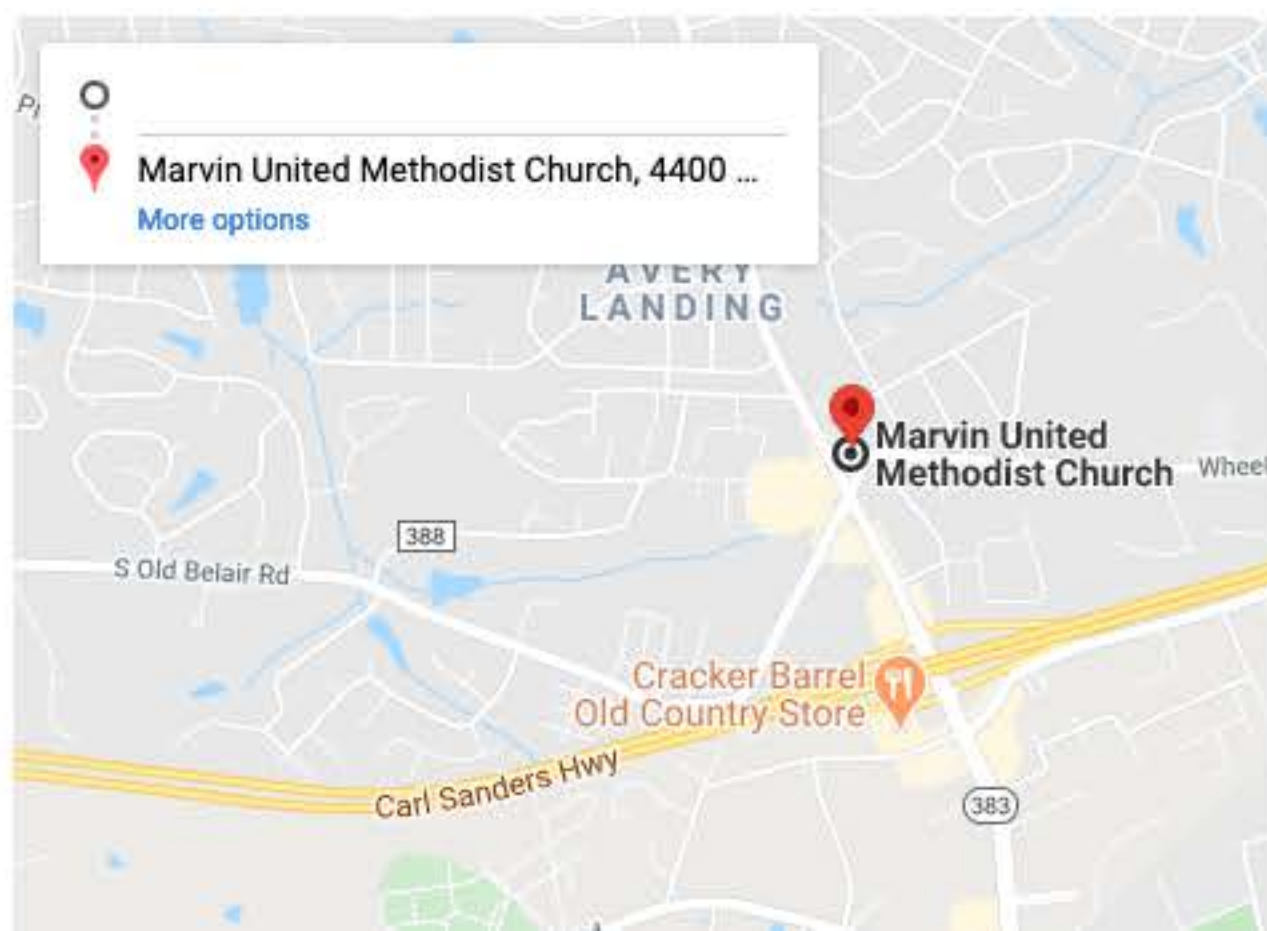 Marvin United Methodist Church, 4400 ...
More options
AVERY
LANDING
Marvin United
Methodist Church
Wheel
388
S Old Belair Rd
Cracker Barrel
Old Country Store
Carl Sanders Hwy
383